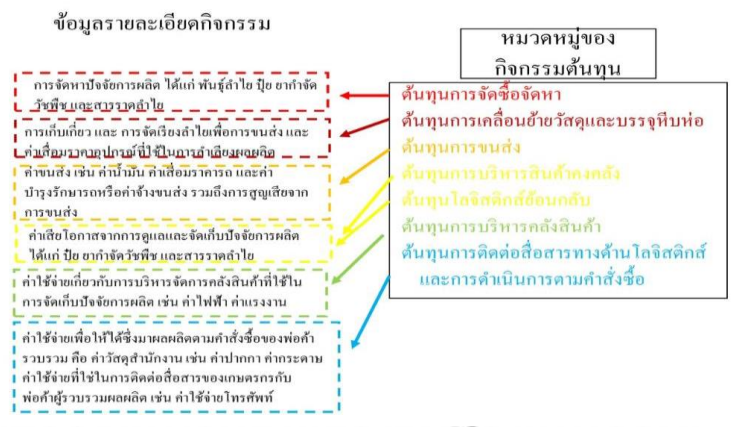 ข้อมูลรายละเอียดกิจกรรม
การจัดหาปัจจัยการผลิต ได้แก่ พันธุ์ลำไย ปุ๋ย ยากำจัด
วัชพืช และสารราดลำไย
การเก็บเกี่ยว และ การจัดเรียงลำไยเพื่อการขนส่ง และ
ค่าเสื่อมราคาอุปกรณ์ที่ใช้ในการลำเลียงผลผลิต
ค่าขนส่ง เช่น ค่าน้ำมัน ค่าเสื่อมราคารถ และค่า
บำรุงรักษารถหรือค่าจ้างขนส่ง รวมถึงการสูญเสียจาก
การขนส่ง
ค่าเสียโอกาสจากการดูแลและจัดเก็บปัจจัยการผลิต
ได้แก่ ปุ๋ย ยากำจัดวัชพืช และสารราดลำไย
ค่าใช้จ่ายเกี่ยวกับการบริหารจัดการคลังสินค้าที่ใช้ใน
การจัดเก็บปัจจัยการผลิต เช่น ค่าไฟฟ้า ค่าแรงงาน
ค่าใช้จ่ายเพื่อให้ได้ซึ่งมาผลผลิตตามคำสั่งซื้อของพ่อค้า
รวบรวม คือ ค่าวัสดุสำนักงาน เช่น ค่าปากกา ค่ากระดาษ
ค่าใช้จ่ายที่ใช้ในการติดต่อสื่อสารของเกษตรกรกับ
พ่อค้าผู้รวบรวมผลผลิต เช่น ค่าใช้จ่ายโทรศัพท์
หมวดหมู่ของ
กิจกรรมต้นทุน
ต้นทุนการจัดซื้อจัดหา
ต้นทุนการเคลื่อนย้ายวัสดุและบรรจุหีบห่อ
ต้นทุนการขนส่ง
ต้นทุนการบริหารสินค้าคงคลัง
ต้นทุนโลจิสติกส์ย้อนกลับ
ต้นทุนการบริหารคลังสินค้า
ต้นทุนการติดต่อสื่อสารทางด้านโลจิสติกส์
และการดำเนินการตามคำสั่งซื้อ